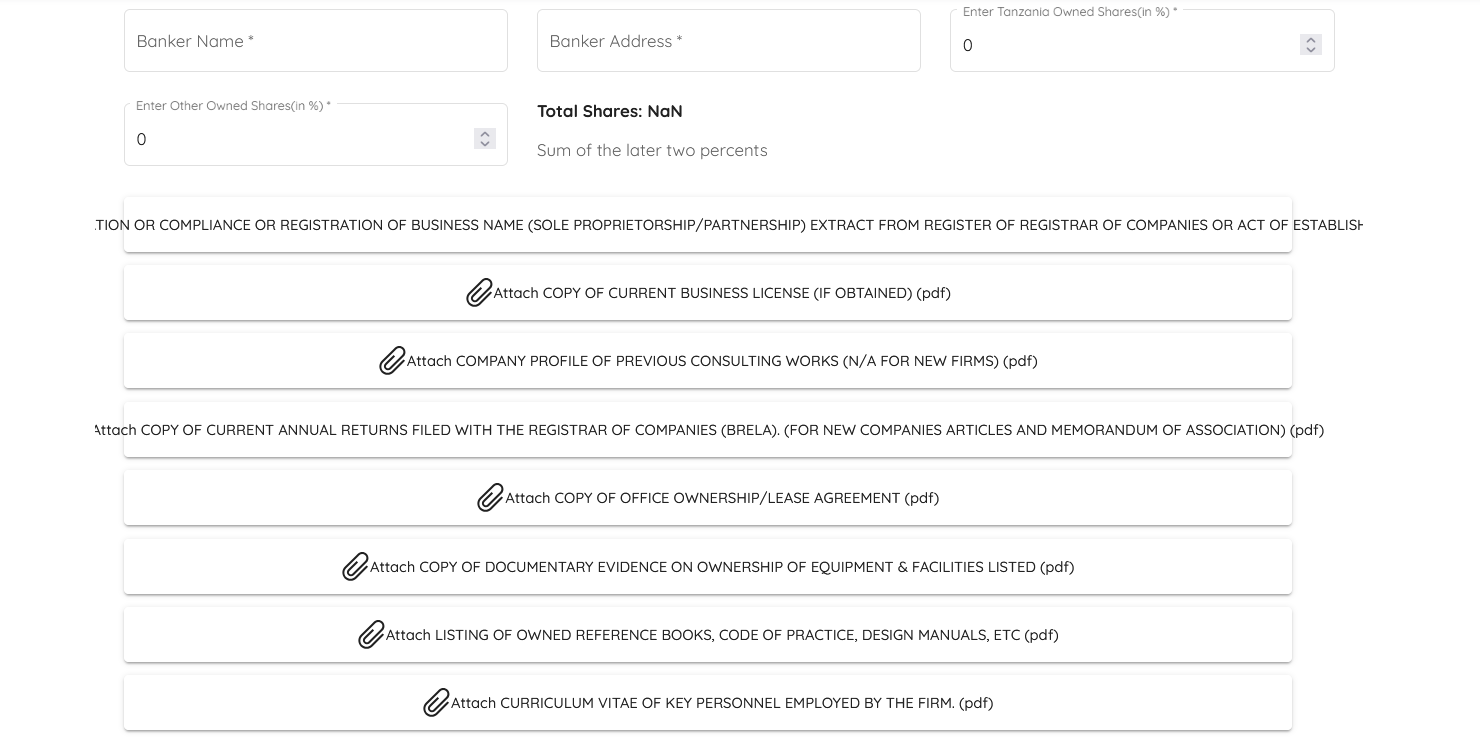 Banker Name *
Banker Address *
Enter Tanzania Owned Shares(in %) *
0
Enter Other Owned Shares(in %) *
0
Total Shares: NaN
Sum of the later two percents
OR COMPLIANCE OR REGISTRATION OF BUSINESS NAME (SOLE PROPRIETORSHIP/PARTNERSHIP) EXTRACT FROM REGISTER OF REGISTRAR OF COMPANIES OR ACT OF
Attach COPY OF CURRENT BUSINESS LICENSE (IF OBTAINED) (pdf)
Attach COMPANY PROFILE OF PREVIOUS CONSULTING WORKS (N/A FOR NEW FIRMS) (pdf)
Attach COPY OF CURRENT ANNUAL RETURNS FILED WITH THE REGISTRAR OF COMPANIES (BRELA). (FOR NEW COMPANIES ARTICLES AND MEMORANDUM OF ASSOCIATION) (pdf)
Attach COPY OF OFFICE OWNERSHIP/LEASE AGREEMENT (pdf)
Attach COPY OF DOCUMENTARY EVIDENCE ON OWNERSHIP OF EQUIPMENT & FACILITIES LISTED (pdf)
Attach LISTING OF OWNED REFERENCE BOOKS, CODE OF PRACTICE, DESIGN MANUALS, ETC (pdf)
Attach CURRICULUM VITAE OF KEY PERSONNEL EMPLOYED BY THE FIRM. (pdf)